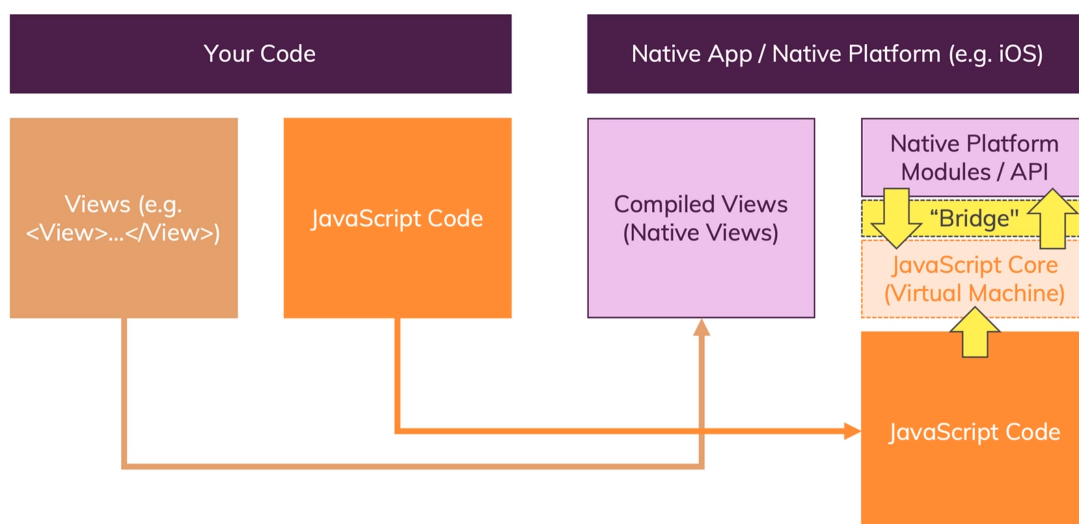 Your Code
Native App / Native Platform (e.g. iOS)
Views (e.g.
<View>...</View>)
JavaScript Code
Compiled Views
(Native Views)
Native Platform
Modules / API
“Bridge"
JavaScript Core
(Virtual Machine)
JavaScript Code